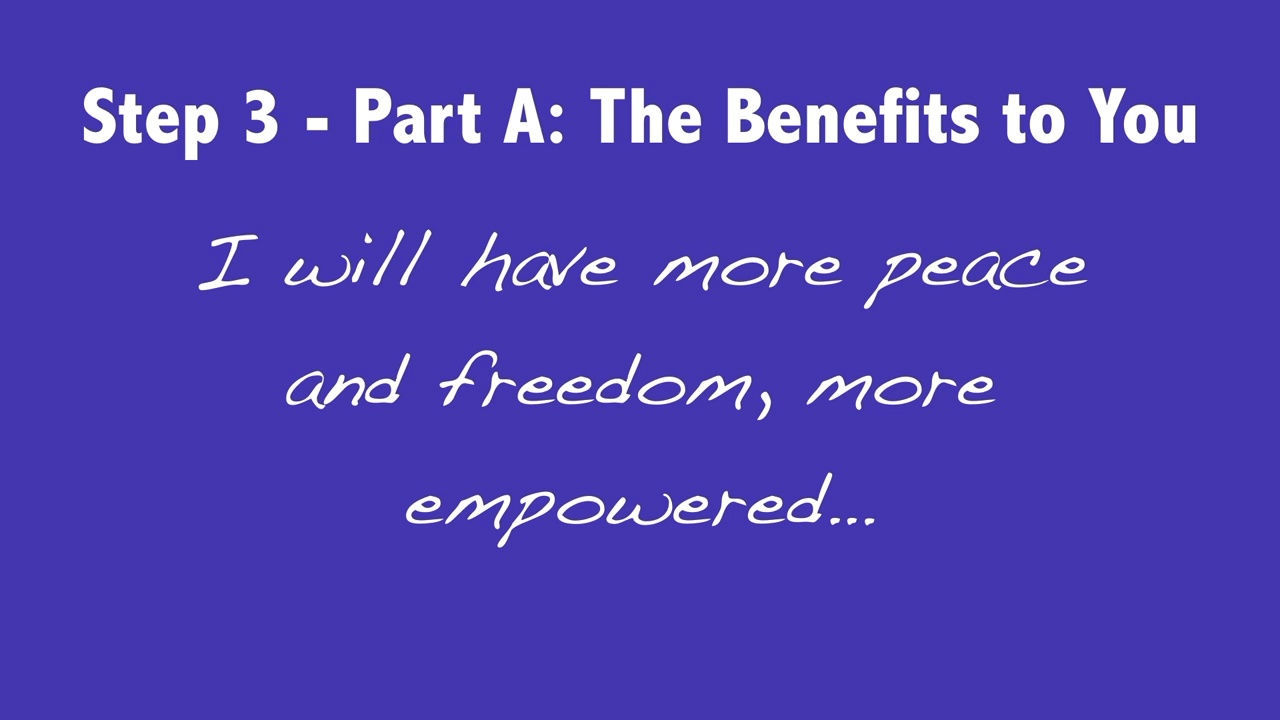 Step 3 - Part A: The Benefits to You
I will have more peace
and freedom, more
empowered...